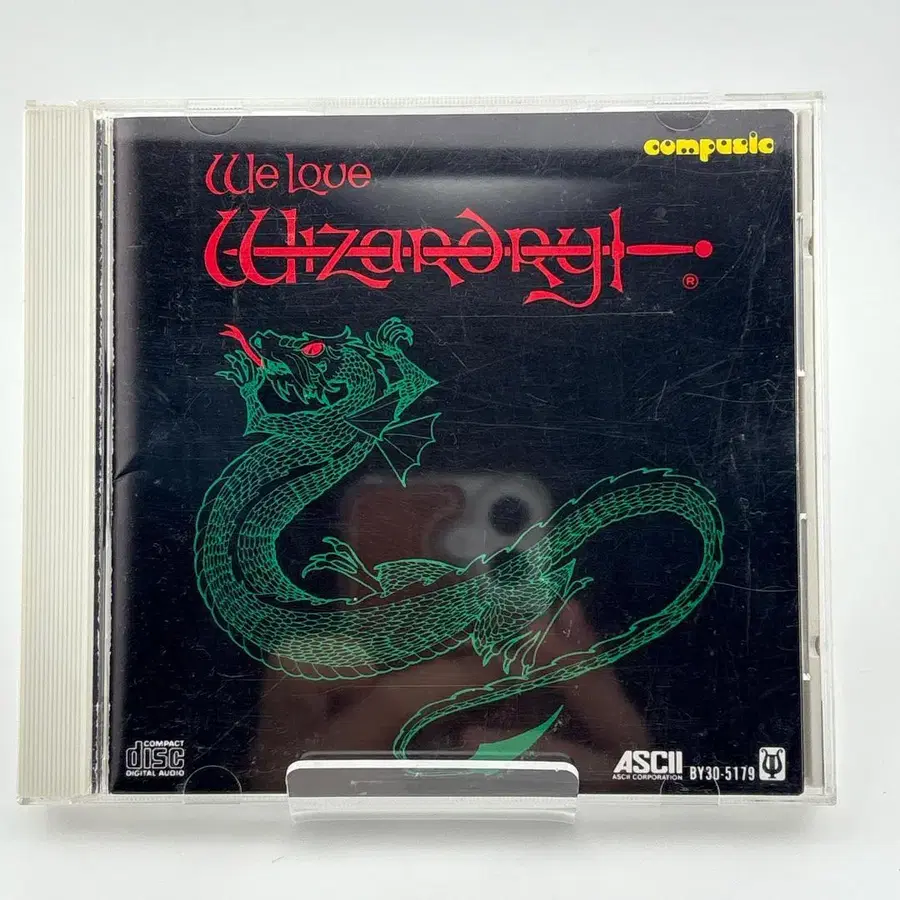 compusic
We Love
Wizardry
®
COMPACT
disc
DIGITAL AUDIO
ASCII
ASCII CORPORATION
BY30-5179